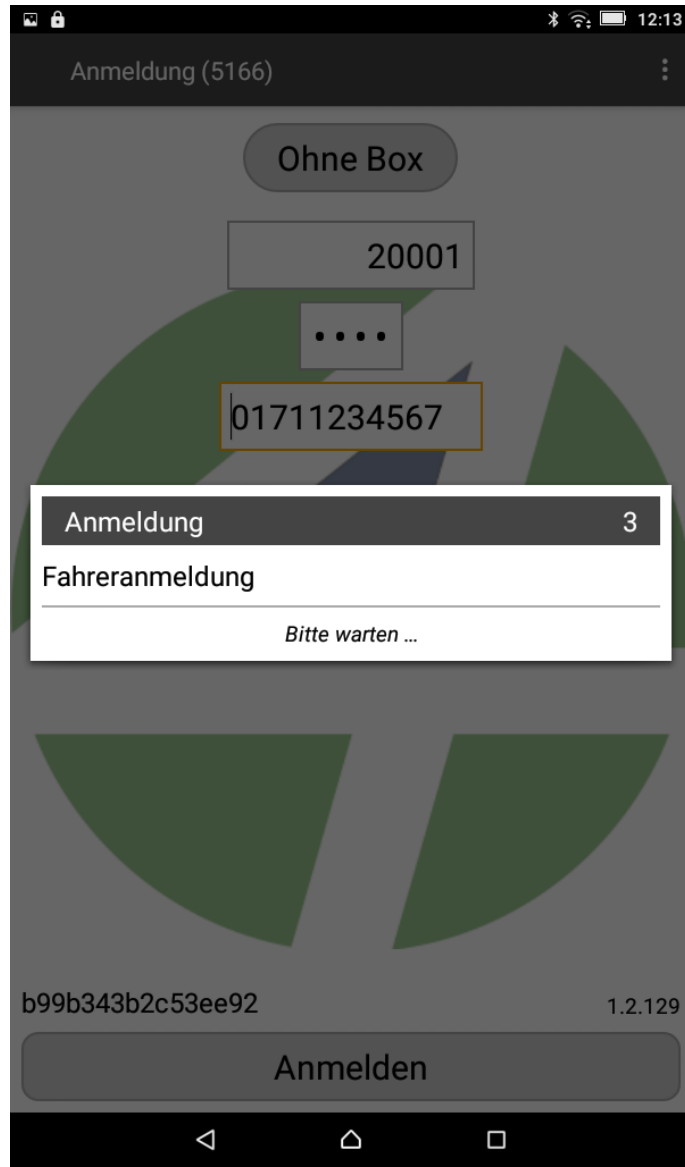 12:13
Anmeldung (5166)
Ohne Box
20001
••••
01711234567
Anmeldung 3
Fahreranmeldung
Bitte warten ...
b99b343b2c53ee92 1.2.129
Anmelden